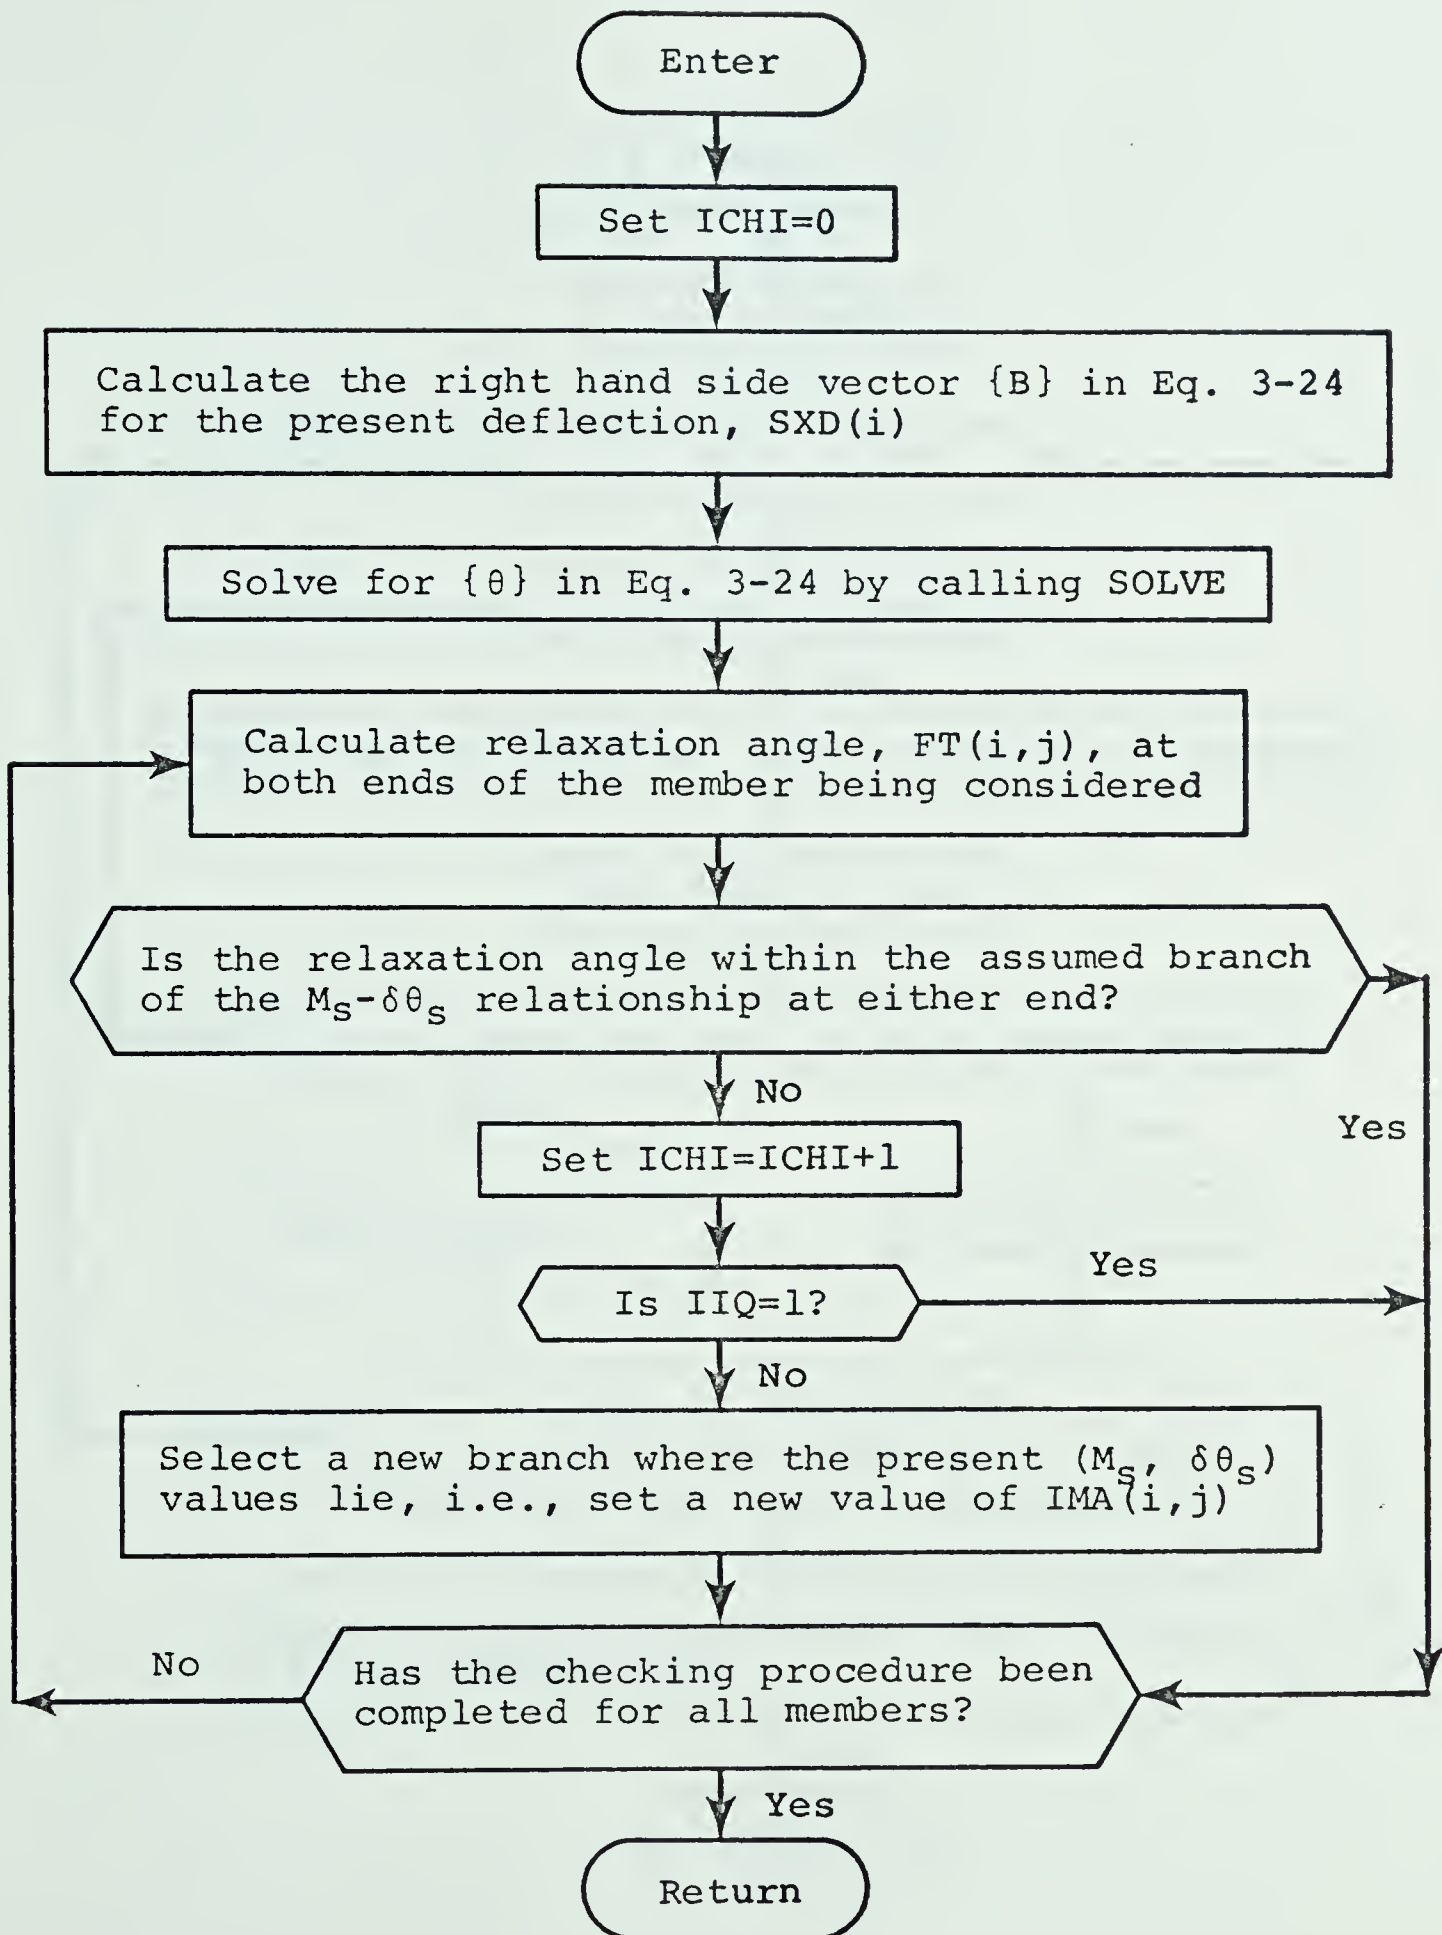 Enter
Set ICHI=0
Calculate the right hand side vector {B} in Eq. 3-24
for the present deflection, SXD(i)
Solve for {θ} in Eq. 3-24 by calling SOLVE
Calculate relaxation angle, FT(i,j), at
both ends of the member being considered
Is the relaxation angle within the assumed branch
of the Ms-δθs relationship at either end?
No
Yes
Set ICHI=ICHI+1
Is IIQ=1?
Yes
No
Select a new branch where the present (Ms, δθs)
values lie, i.e., set a new value of IMA(i,j)
No
Has the checking procedure been
completed for all members?
Yes
Return